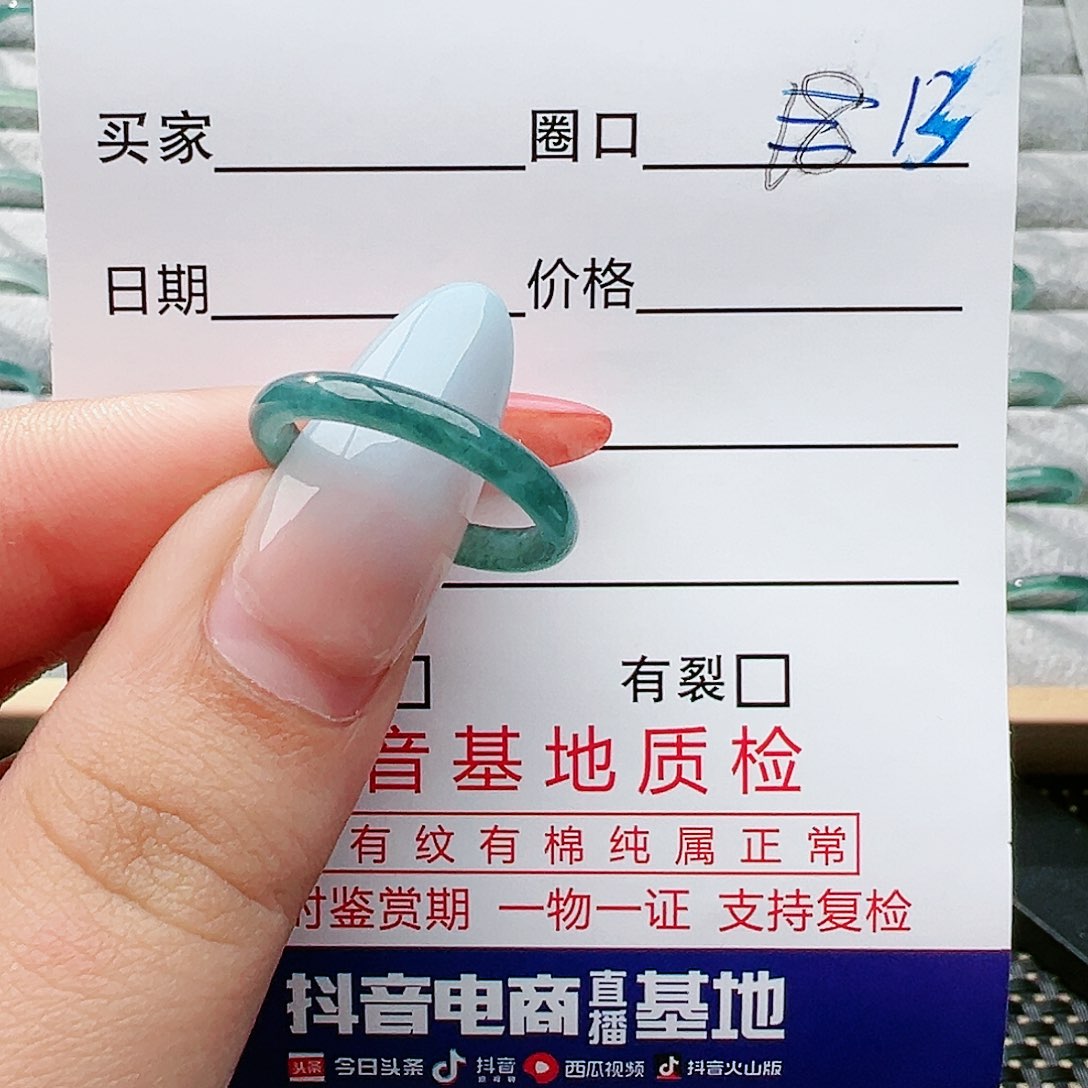 买家 圈口 13
日期 价格
有裂
音基地质检
有纹有棉纯属正常
时鉴赏期 一物一证 支持复检
抖音电商直播基地
头条 今日头条 抖音 西瓜视频 抖音火山版